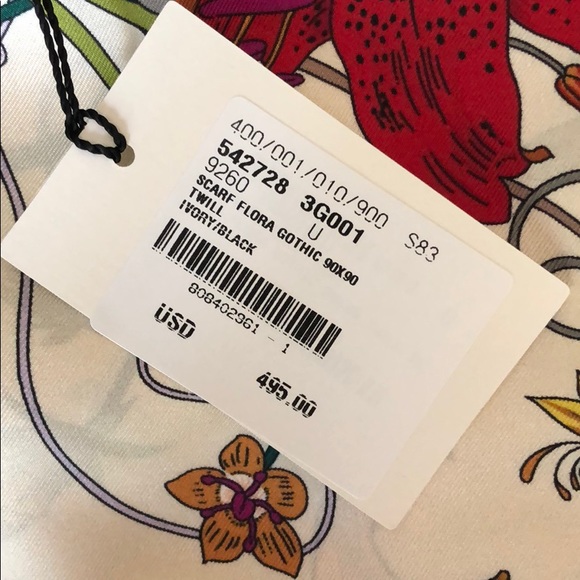 400/001/010/900 S83
542728 3G001
9260 U
SCARF FLORA GOTHIC 90X90
TWILL
IVORY/BLACK
808402961 - 1
USD 495.00